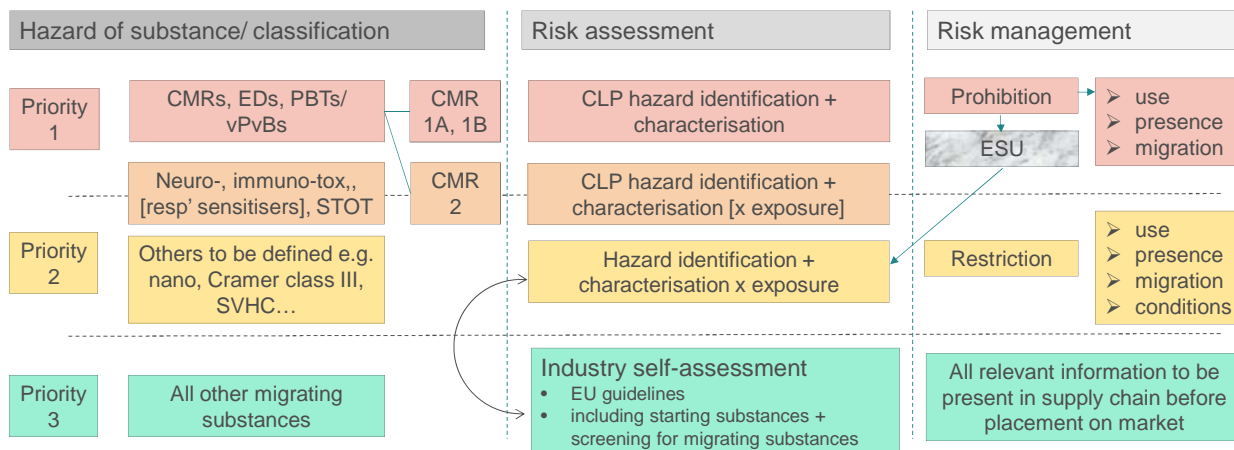 Hazard of substance/ classification
Risk assessment
Risk management
Priority
1
CMRs, EDs, PBTs/
vPvBs
CMR
1A, 1B
CLP hazard identification +
characterisation
Prohibition
ESU
➢ use
➢ presence
➢ migration
Neuro-, immuno-tox,,
[resp' sensitisers], STOT
CMR
2
CLP hazard identification +
characterisation [x exposure]
Priority
2
Others to be defined e.g.
nano, Cramer class III,
SVHC…
Hazard identification +
characterisation x exposure
Restriction
➢ use
➢ presence
➢ migration
➢ conditions
Priority
3
All other migrating
substances
Industry self-assessment
• EU guidelines
• including starting substances +
screening for migrating substances
All relevant information to be
present in supply chain before
placement on market